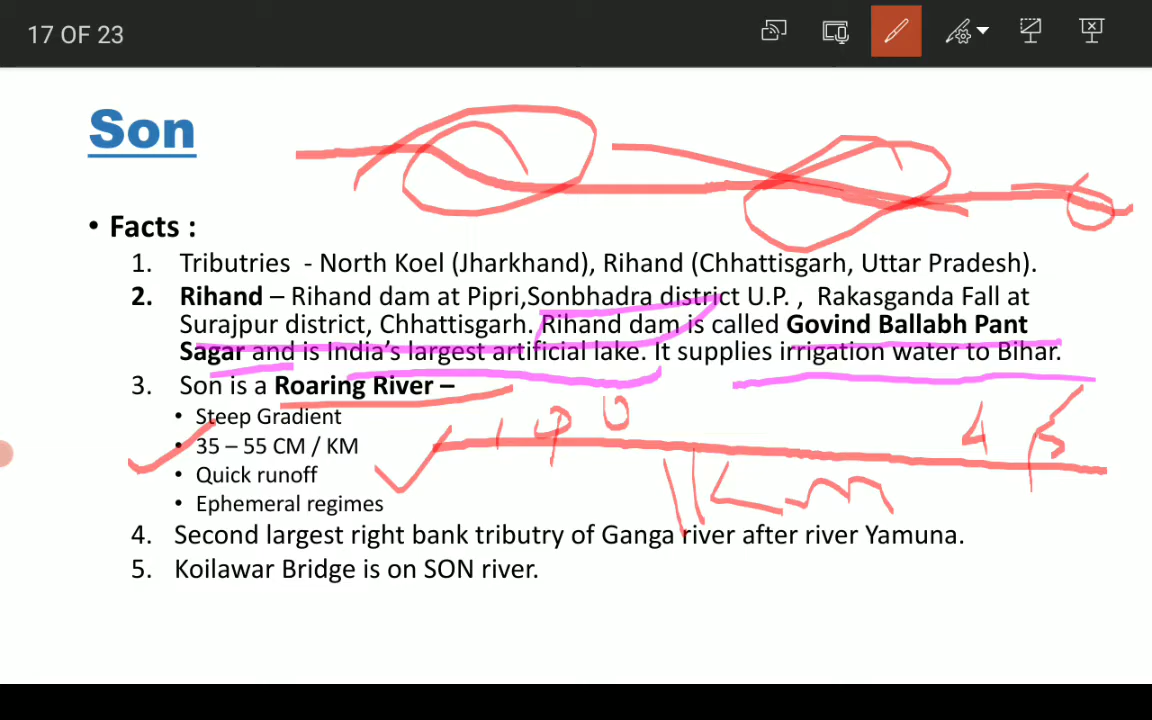 17 OF 23
Son
• Facts :
1. Tributries - North Koel (Jharkhand), Rihand (Chhattisgarh, Uttar Pradesh).
2. Rihand – Rihand dam at Pipri,Sonbhadra district U.P. , Rakasganda Fall at
Surajpur district, Chhattisgarh. Rihand dam is called Govind Ballabh Pant
Sagar and is India's largest artificial lake. It supplies irrigation water to Bihar.
3. Son is a Roaring River –
• Steep Gradient
• 35 – 55 CM / KM
• Quick runoff
• Ephemeral regimes
4. Second largest right bank tributry of Ganga river after river Yamuna.
5. Koilawar Bridge is on SON river.